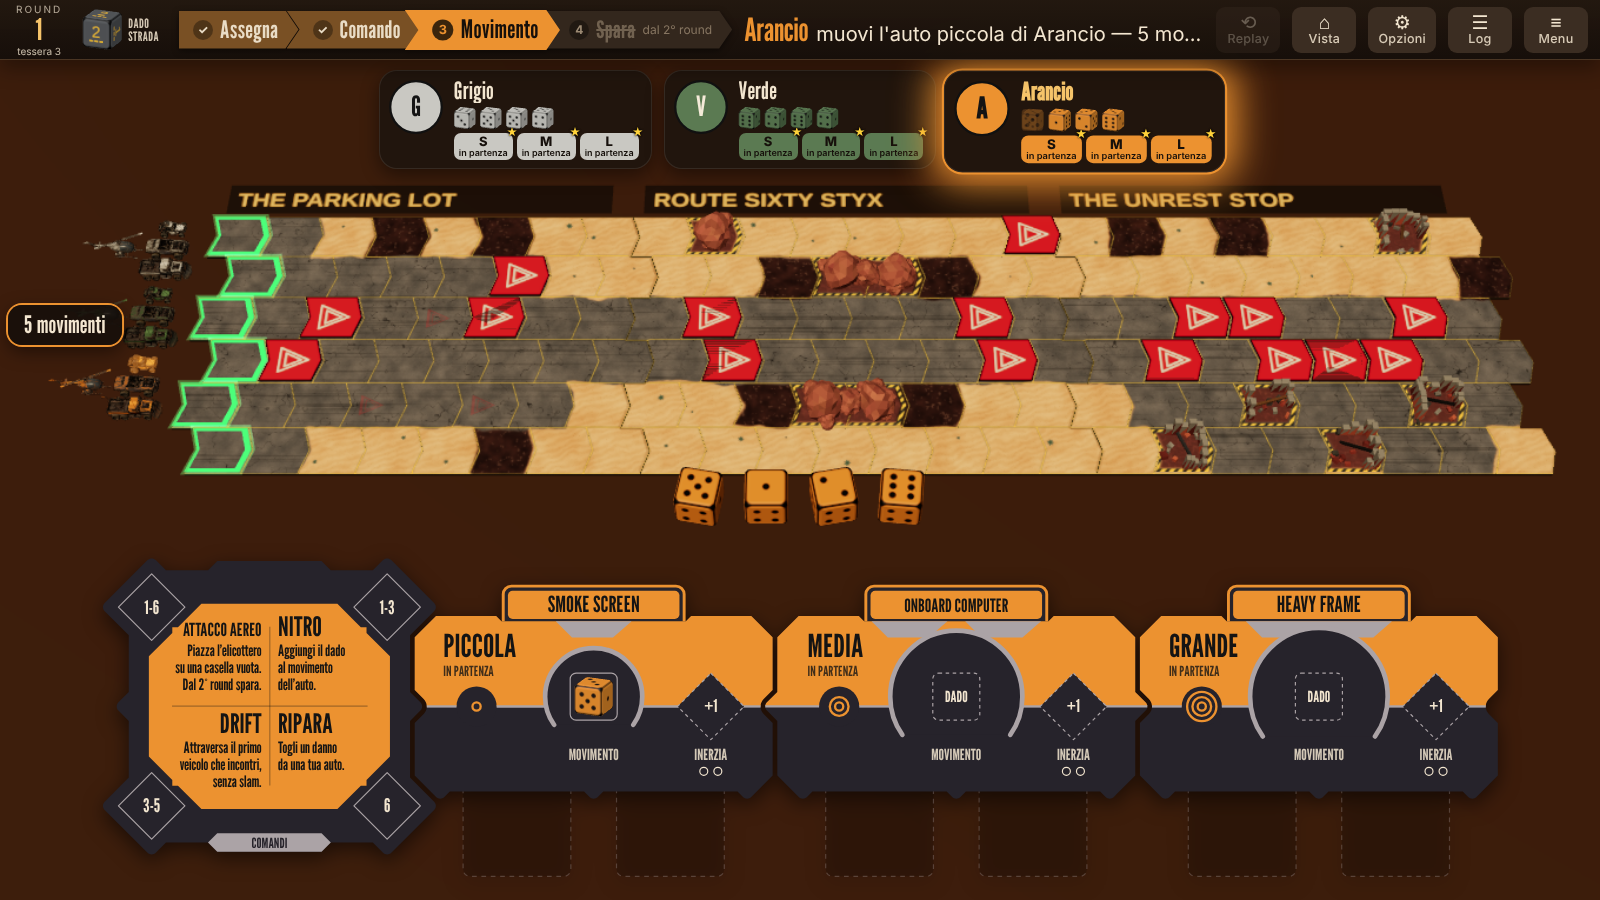 ROUND
1
tessera 3
2
DADO
STRADA
Assegna
Comando
3 Movimento
4 Spara dal 2° round
Arancio muovi l'auto piccola di Arancio — 5 mo...
Replay
Vista
Opzioni
Log
Menu
G
Grigio
S
in partenza
M
in partenza
L
in partenza
V
Verde
S
in partenza
M
in partenza
L
in partenza
A
Arancio
S
in partenza
M
in partenza
L
in partenza
THE PARKING LOT
ROUTE SIXTY STYX
THE UNREST STOP
5 movimenti
1-6
1-3
ATTACCO AEREO
Piazza l'elicottero
su una casella vuota.
Dal 2° round spara.
NITRO
Aggiungi il dado
al movimento
dell'auto.
DRIFT
Attraversa il primo
veicolo che incontri,
senza slam.
RIPARA
Togli un danno
da una tua auto.
3-5
6
COMANDI
SMOKE SCREEN
PICCOLA
IN PARTENZA
MOVIMENTO
+1
INERZIA
ONBOARD COMPUTER
MEDIA
IN PARTENZA
DADO
MOVIMENTO
+1
INERZIA
HEAVY FRAME
GRANDE
IN PARTENZA
DADO
MOVIMENTO
+1
INERZIA